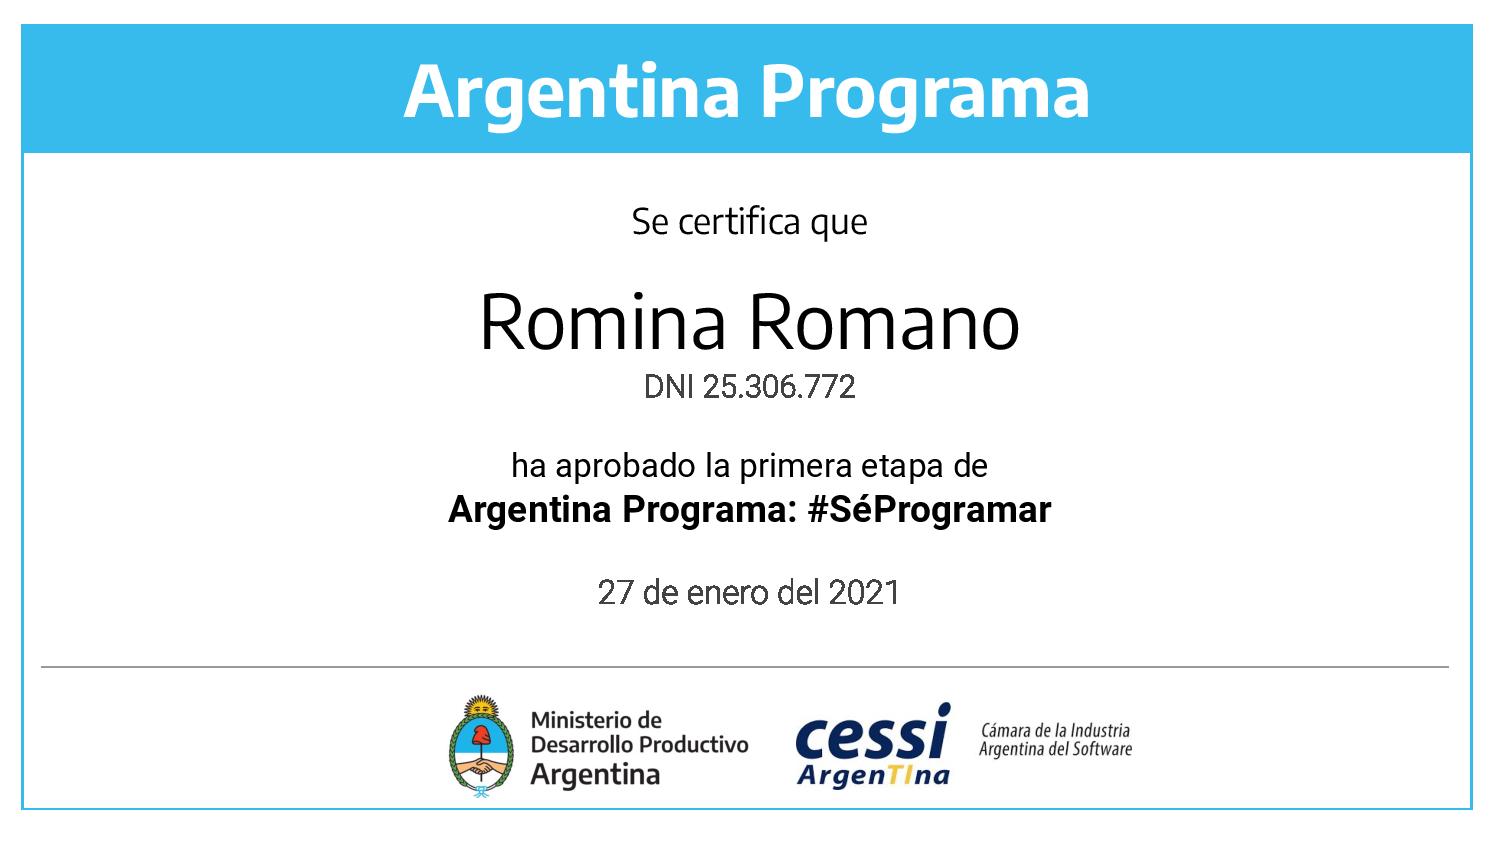 Argentina Programa
Se certifica que
Romina Romano
DNI 25.306.772
ha aprobado la primera etapa de
Argentina Programa: #SéProgramar
27 de enero del 2021
Ministerio de
Desarrollo Productivo
Argentina
cessi
ArgenTIna
Cámara de la Industria
Argentina del Software